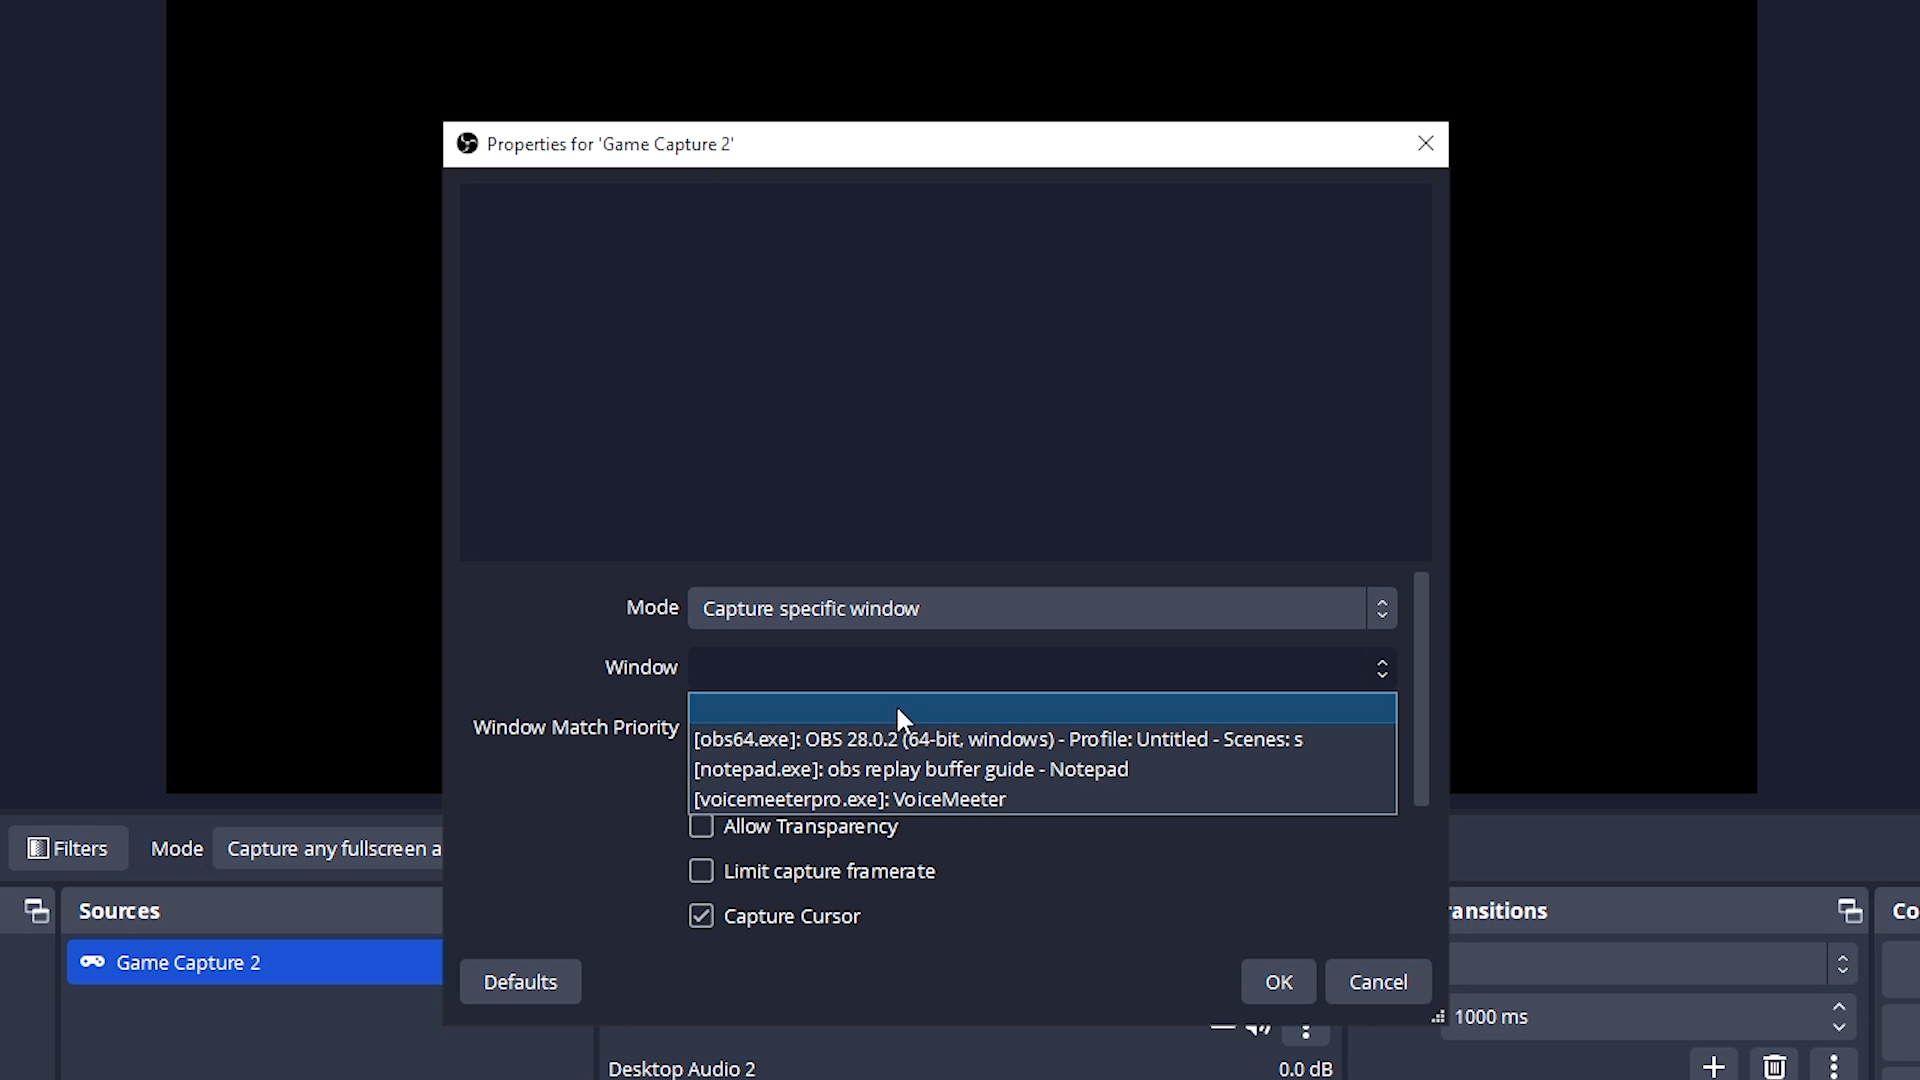 Properties for 'Game Capture 2'
Mode
Capture specific window
Window
Window Match Priority
[obs64.exe]: OBS 28.0.2 (64-bit, windows) - Profile: Untitled - Scenes: s
[notepad.exe]: obs replay buffer guide - Notepad
[voicemeeterpro.exe]: VoiceMeeter
Allow Transparency
Limit capture framerate
Capture Cursor
Defaults
OK
Cancel
Filters
Mode
Capture any fullscreen a
Sources
Game Capture 2
ansitions
Co
1000 ms
Desktop Audio 2
0.0 dB